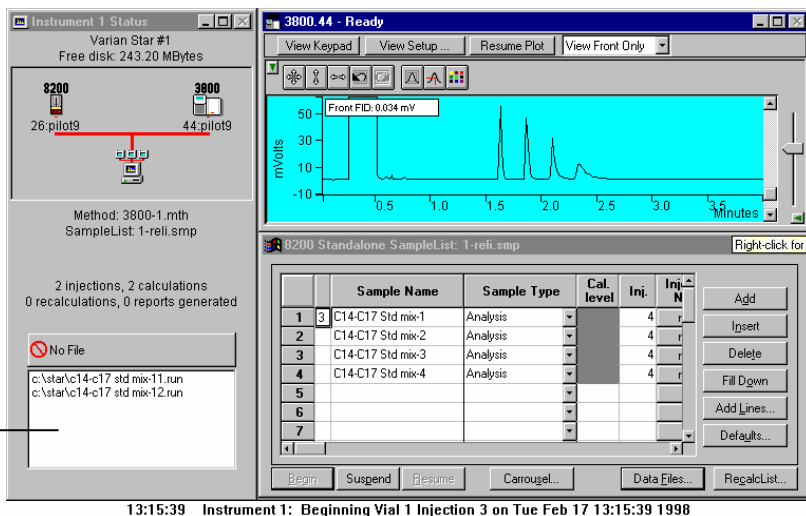 Instrument 1 Status
Varian Star #1
Free disk: 243.20 MBytes
8200
3800
26:pilot9
44:pilot9
Method: 3800-1.mth
SampleList: 1-reli.smp
2 injections, 2 calculations
0 recalculations, 0 reports generated
No File
c:\star\c14-c17 std mix-11.run
c:\star\c14-c17 std mix-12.run
3800.44 - Ready
View Keypad
View Setup ...
Resume Plot
View Front Only
Front FID: 0.034 mV
mVolts
50
30
10
-10
0.5
1.0
1.5
2.0
2.5
3.0
3.5
Minutes
8200 Standalone SampleList: 1-reli.smp
Right-click for
Sample Name Sample Type Cal. level Inj. Inj N
1 3 C14-C17 Std mix-1 Analysis 4
2 C14-C17 Std mix-2 Analysis 4
3 C14-C17 Std mix-3 Analysis 4
4 C14-C17 Std mix-4 Analysis 4
5
6
7
Add
Insert
Delete
Fill Down
Add Lines...
Defaults...
Begin
Suspend
Resume
Carrousel...
Data Files...
RecalcList...
13:15:39 Instrument 1: Beginning Vial 1 Injection 3 on Tue Feb 17 13:15:39 1998